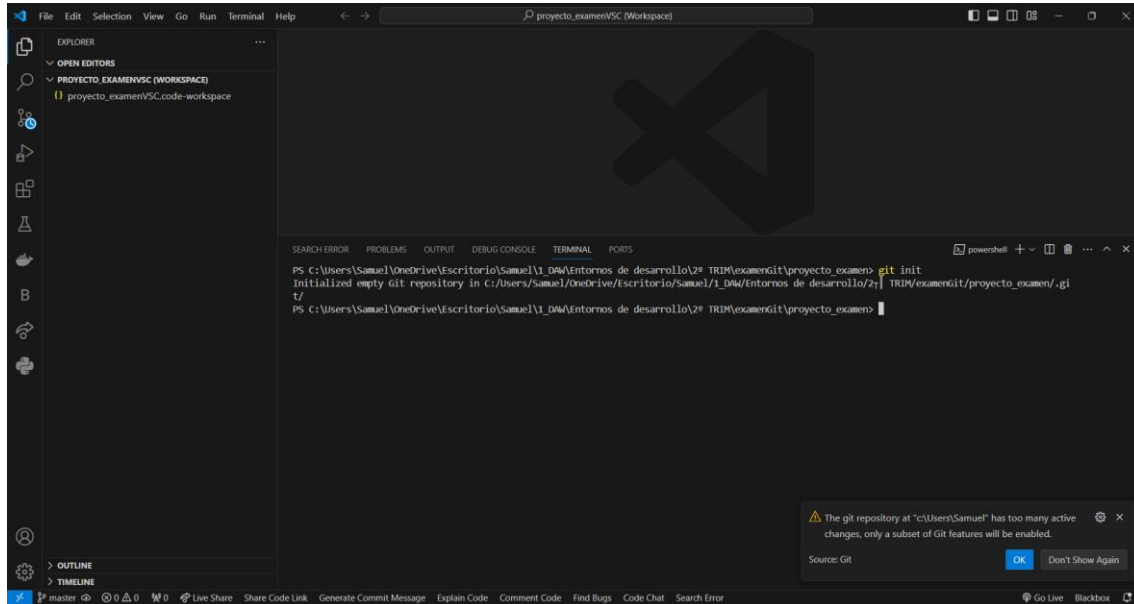 File Edit Selection View Go Run Terminal Help
proyecto_examenVSC (Workspace)
EXPLORER ...
OPEN EDITORS
PROYECTO_EXAMENVSC (WORKSPACE)
{} proyecto_examenVSC.code-workspace
SEARCH ERROR PROBLEMS OUTPUT DEBUG CONSOLE TERMINAL PORTS
powershell
PS C:\Users\Samuel\OneDrive\Escritorio\Samuel\1_DAW\Entornos de desarrollo\2º TRIM\examenGit\proyecto_examen> git init
Initialized empty Git repository in C:/Users/Samuel/OneDrive/Escritorio/Samuel/1_DAW/Entornos de desarrollo/2┬║ TRIM/examenGit/proyecto_examen/.gi
t/
PS C:\Users\Samuel\OneDrive\Escritorio\Samuel\1_DAW\Entornos de desarrollo\2º TRIM\examenGit\proyecto_examen>
The git repository at "c:\Users\Samuel" has too many active
changes, only a subset of Git features will be enabled.
Source: Git
OK Don't Show Again
OUTLINE
TIMELINE
master 0 0 0 Live Share Share Code Link Generate Commit Message Explain Code Comment Code Find Bugs Code Chat Search Error Go Live Blackbox